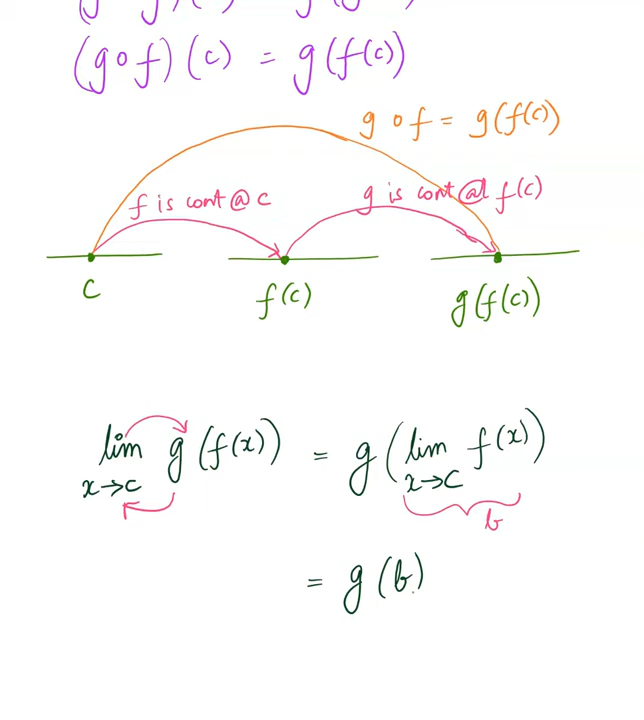 (g∘f)(c) = g(f(c))
g∘f = g(f(c))
f is cont@c
g is cont@ f(c)
c
f(c)
g(f(c))
lim x→c g(f(x)) = g(lim x→c f(x))
b
= g(b)